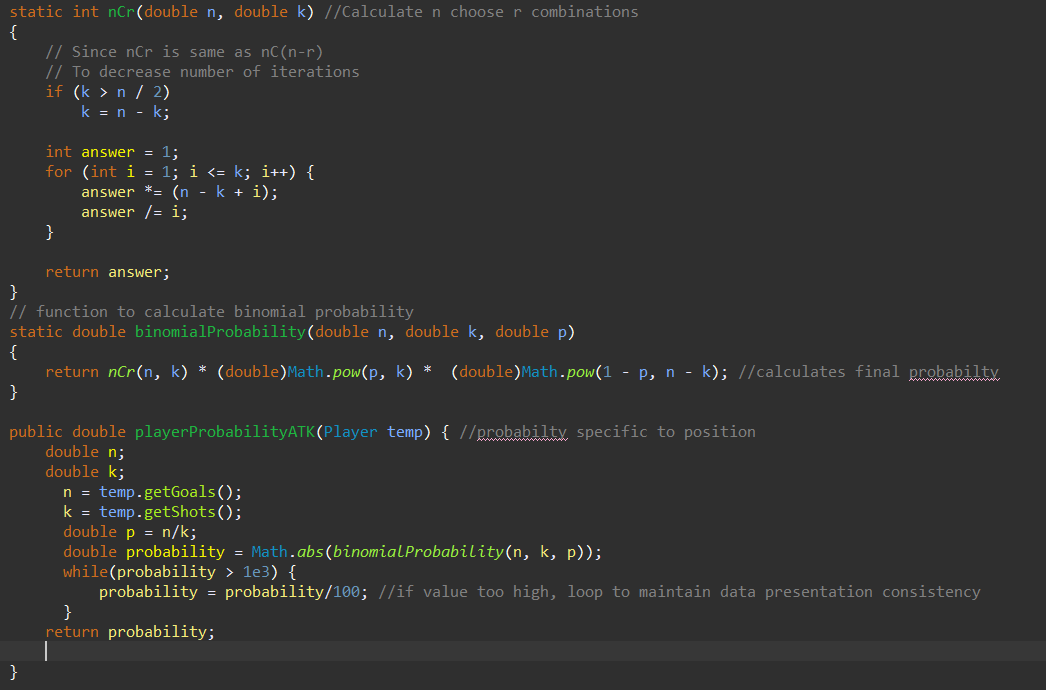 static int nCr(double n, double k) //Calculate n choose r combinations
{
    // Since nCr is same as nC(n-r)
    // To decrease number of iterations
    if (k > n / 2)
        k = n - k;

    int answer = 1;
    for (int i = 1; i <= k; i++) {
        answer *= (n - k + i);
        answer /= i;
    }

    return answer;
}
// function to calculate binomial probability
static double binomialProbability(double n, double k, double p)
{
    return nCr(n, k) * (double)Math.pow(p, k) *  (double)Math.pow(1 - p, n - k); //calculates final probabilty
}

public double playerProbabilityATK(Player temp) { //probabilty specific to position
    double n;
    double k;
      n = temp.getGoals();
      k = temp.getShots();
      double p = n/k;
      double probability = Math.abs(binomialProbability(n, k, p));
      while(probability > 1e3) {
          probability = probability/100; //if value too high, loop to maintain data presentation consistency
      }
    return probability;

}